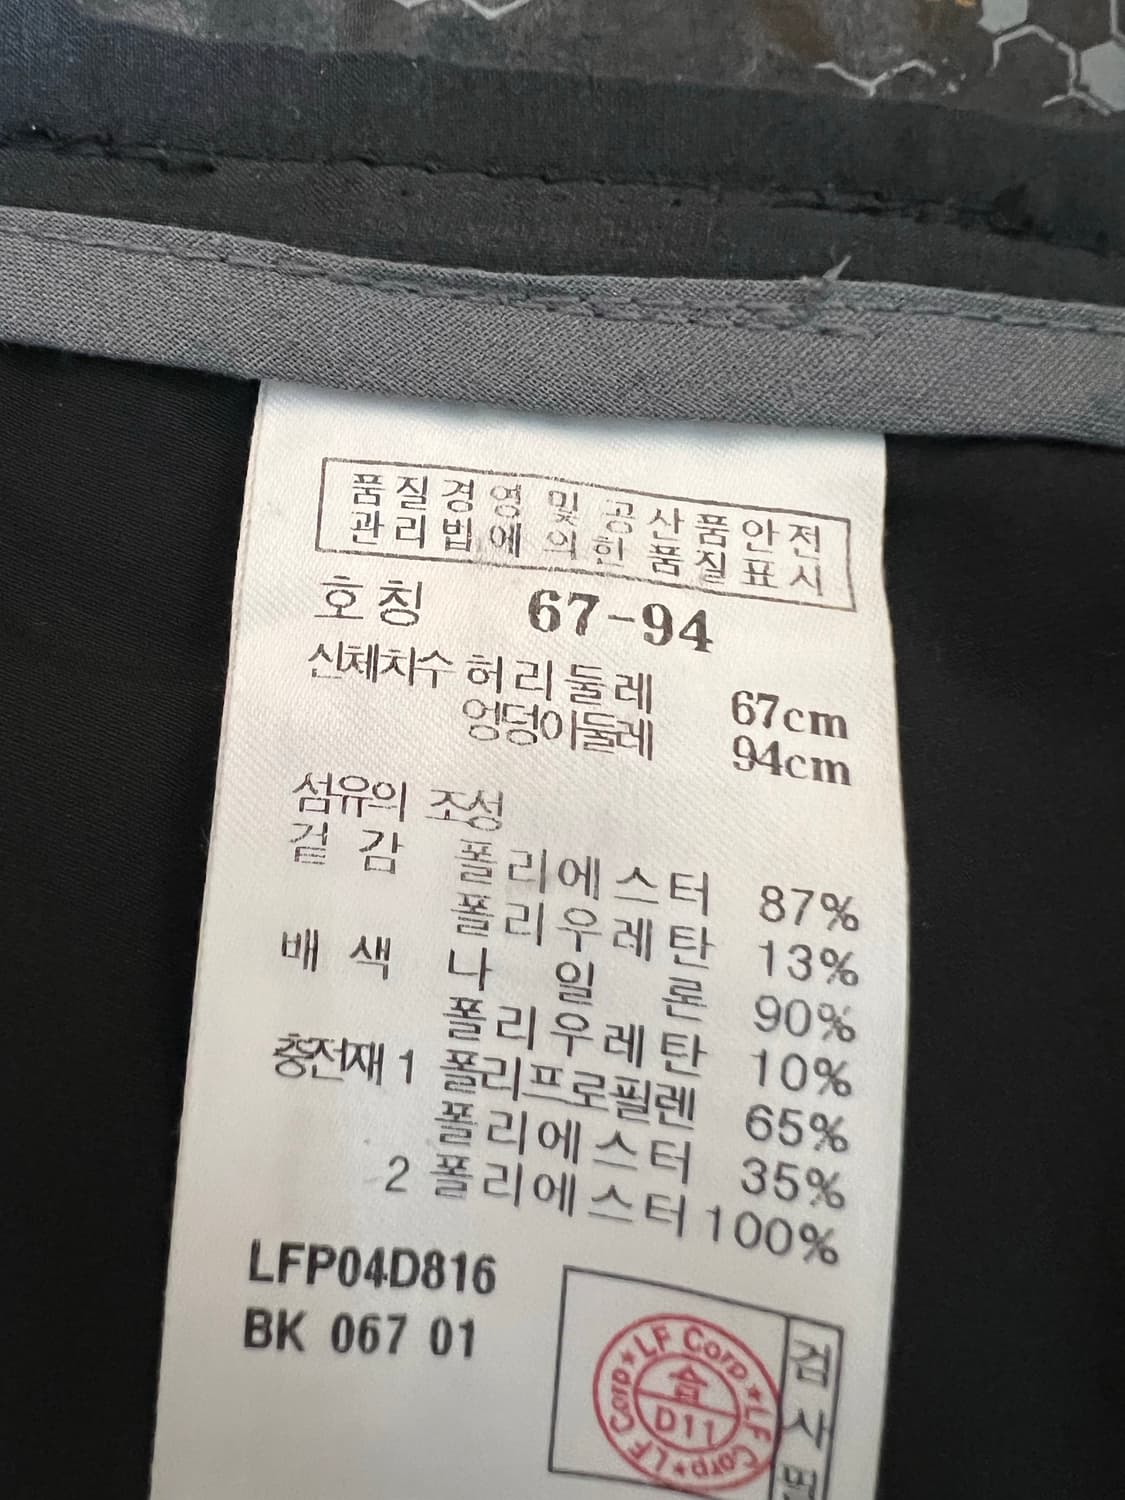 품질경영 및 공산품안전
관리법에 의한 품질표시
호칭 67-94
신체치수 허리둘레 67cm
엉덩이둘레 94cm
섬유의 조성
겉감 폴리에스터 87%
폴리우레탄 13%
배색 나일론 90%
폴리우레탄 10%
충전재 1 폴리프로필렌 65%
폴리에스터 35%
2 폴리에스터 100%
LFP04D816
BK 067 01
LF Corp★LF Corp★LF Corp★
合
D11
검사필